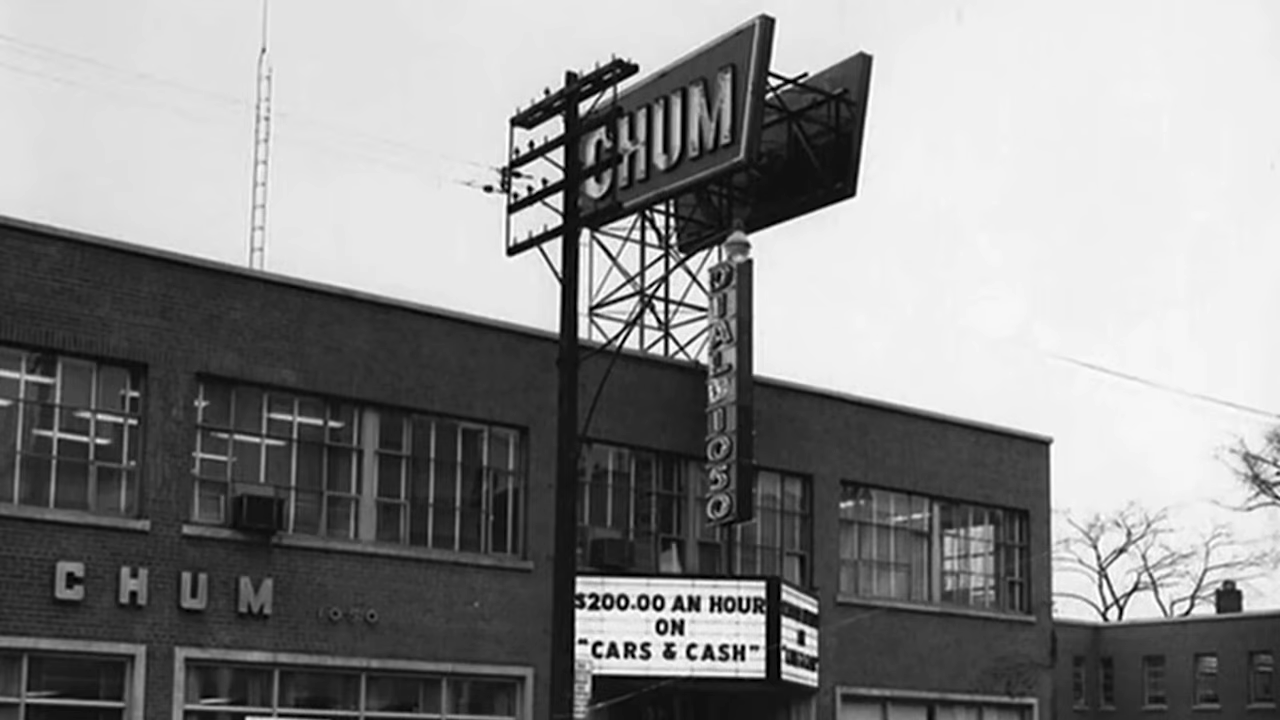 CHUM
DIAL 1050
CHUM
1050
$200.00 AN HOUR
ON
"CARS & CASH"